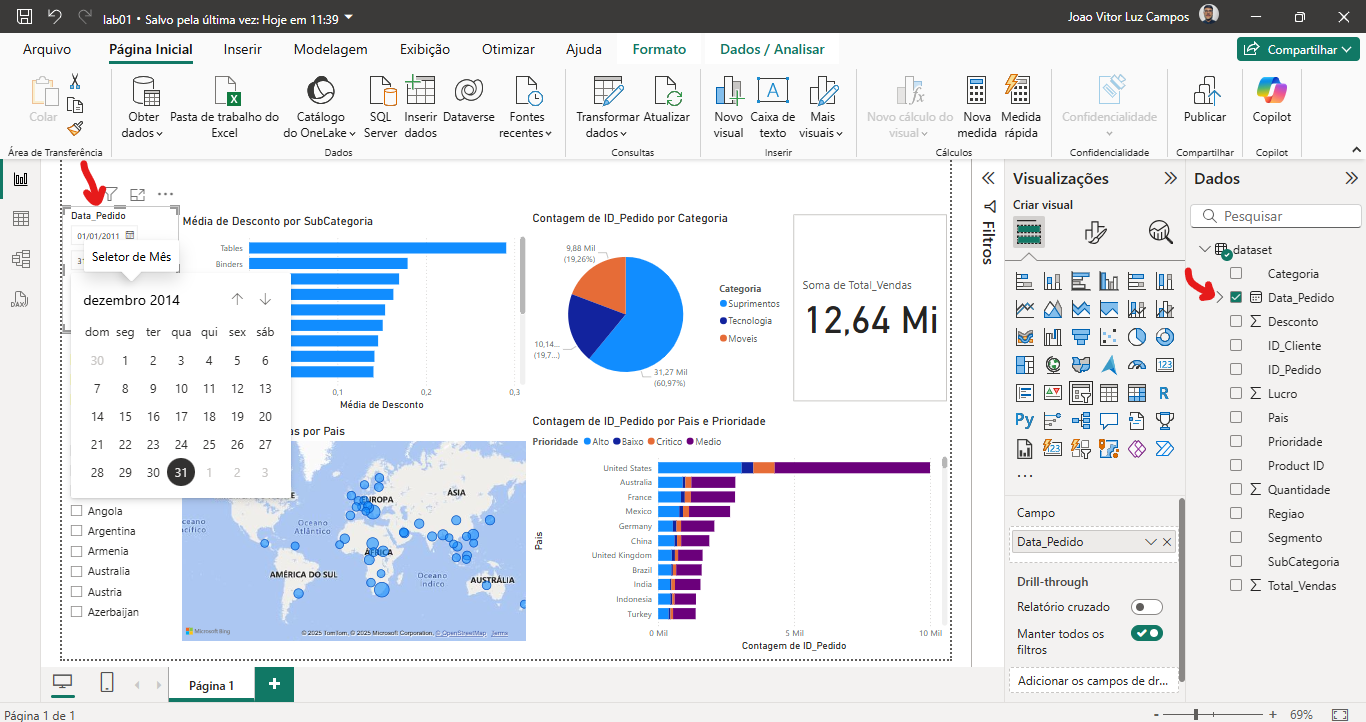 lab01 • Salvo pela última vez: Hoje em 11:39
Joao Vitor Luz Campos
Arquivo
Página Inicial
Inserir
Modelagem
Exibição
Otimizar
Ajuda
Formato
Dados / Analisar
Compartilhar
Colar
Obter
dados
Pasta de trabalho do
Excel
Catálogo
do OneLake
SQL
Server
Inserir
dados
Dataverse
Fontes
recentes
Transformar
dados
Atualizar
Novo
visual
Caixa de
texto
Mais
visuais
Novo cálculo do
visual
Nova
medida
Medida
rápida
Confidencialidade
Publicar
Copilot
Área de Transferência
Dados
Consultas
Inserir
Cálculos
Confidencialidade
Compartilhar
Copilot
Data_Pedido
01/01/2011
Seletor de Mês
dezembro 2014
dom seg ter qua qui sex sáb
30 1 2 3 4 5 6
7 8 9 10 11 12 13
14 15 16 17 18 19 20
21 22 23 24 25 26 27
28 29 30 31 1 2 3
Angola
Argentina
Armenia
Australia
Austria
Azerbaijan
Média de Desconto por SubCategoria
Tables
Binders
0,1 0,2 0,3
Média de Desconto
Contagem de ID_Pedido por Categoria
9,88 Mil
(19,26%)
10,14...
(19,7...)
31,27 Mil
(60,97%)
Categoria
Suprimentos
Tecnologia
Moveis
Soma de Total_Vendas
12,64 Mi
as por Pais
EUROPA
ÁSIA
Oceano
Atlântico
ÁFRICA
AMÉRICA DO SUL
Oceano
Índico
AUSTRÁLIA
Microsoft Bing
© 2025 TomTom, © 2025 Microsoft Corporation, © OpenStreetMap Terms
Contagem de ID_Pedido por Pais e Prioridade
Prioridade Alto Baixo Critico Medio
Pais
United States
Australia
France
Mexico
Germany
China
United Kingdom
Brazil
India
Indonesia
Turkey
0 Mil 5 Mil 10 Mil
Contagem de ID_Pedido
Filtros
Visualizações
Criar visual
R
Py
123
...
Campo
Data_Pedido
Drill-through
Relatório cruzado
Manter todos os
filtros
Adicionar os campos de dr...
Dados
Pesquisar
dataset
Categoria
Data_Pedido
Desconto
ID_Cliente
ID_Pedido
Lucro
Pais
Prioridade
Product ID
Quantidade
Regiao
Segmento
SubCategoria
Total_Vendas
Página 1
Página 1 de 1
69%